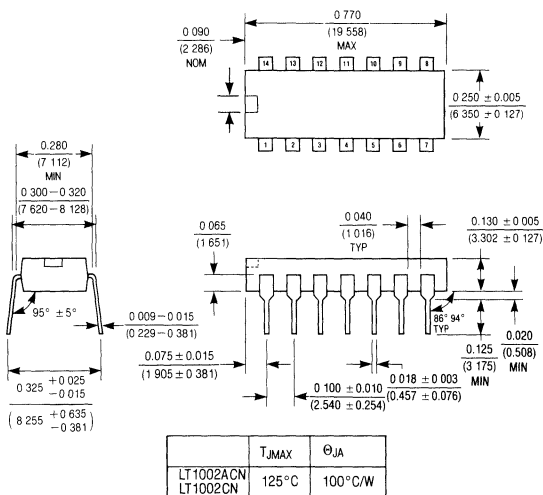 0.770
(19 558)
MAX
0.090
(2 286)
NOM
14 13 12 11 10 9 8
0 250 ± 0.005
(6 350 ± 0.127)
1 2 3 4 5 6 7
0.280
(7 112)
MIN
0 300 − 0 320
(7 620 − 8 128)
95° ± 5°
0 009 − 0 015
(0 229 − 0 381)
0 325 + 0 025 − 0 015
(8 255 + 0 635 − 0 381)
0 065
(1 651)
0 040
(1 016)
TYP
0.130 ± 0 005
(3.302 ± 0 127)
86° 94°
TYP
0.020
(0.508)
MIN
0.125
(3 175)
MIN
0.075 ± 0 015
(1 905 ± 0 381)
0 100 ± 0 010
(2.540 ± 0 254)
0 018 ± 0 003
(0 457 ± 0 076)
TJMAX ΘJA
LT1002ACN
LT1002CN
125°C 100°C/W